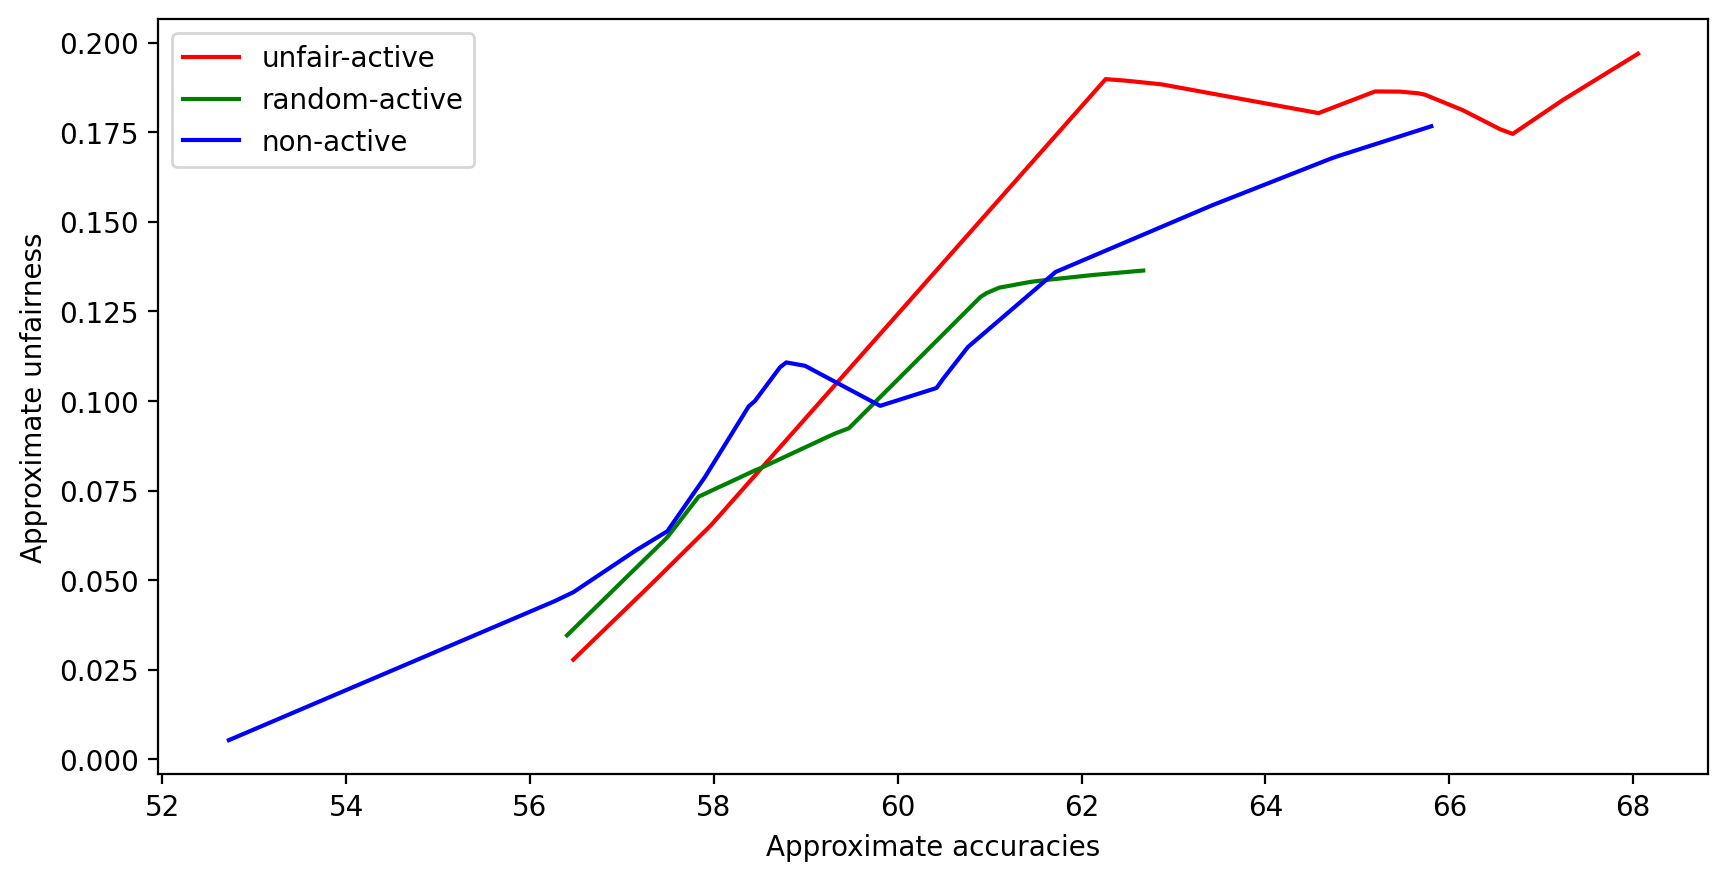 unfair-active
random-active
non-active
0.200
0.175
0.150
0.125
0.100
0.075
0.050
0.025
0.000
Approximate unfairness
52 54 56 58 60 62 64 66 68
Approximate accuracies